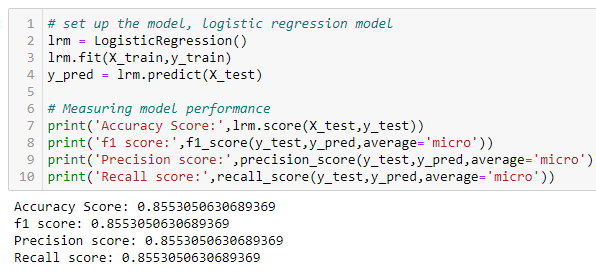 1 # set up the model, logistic regression model
2 lrm = LogisticRegression()
3 lrm.fit(X_train,y_train)
4 y_pred = lrm.predict(X_test)
5
6 # Measuring model performance
7 print('Accuracy Score:',lrm.score(X_test,y_test))
8 print('f1 score:',f1_score(y_test,y_pred,average='micro'))
9 print('Precision score:',precision_score(y_test,y_pred,average='micro')
10 print('Recall score:',recall_score(y_test,y_pred,average='micro'))
Accuracy Score: 0.8553050630689369
f1 score: 0.8553050630689369
Precision score: 0.8553050630689369
Recall score: 0.8553050630689369